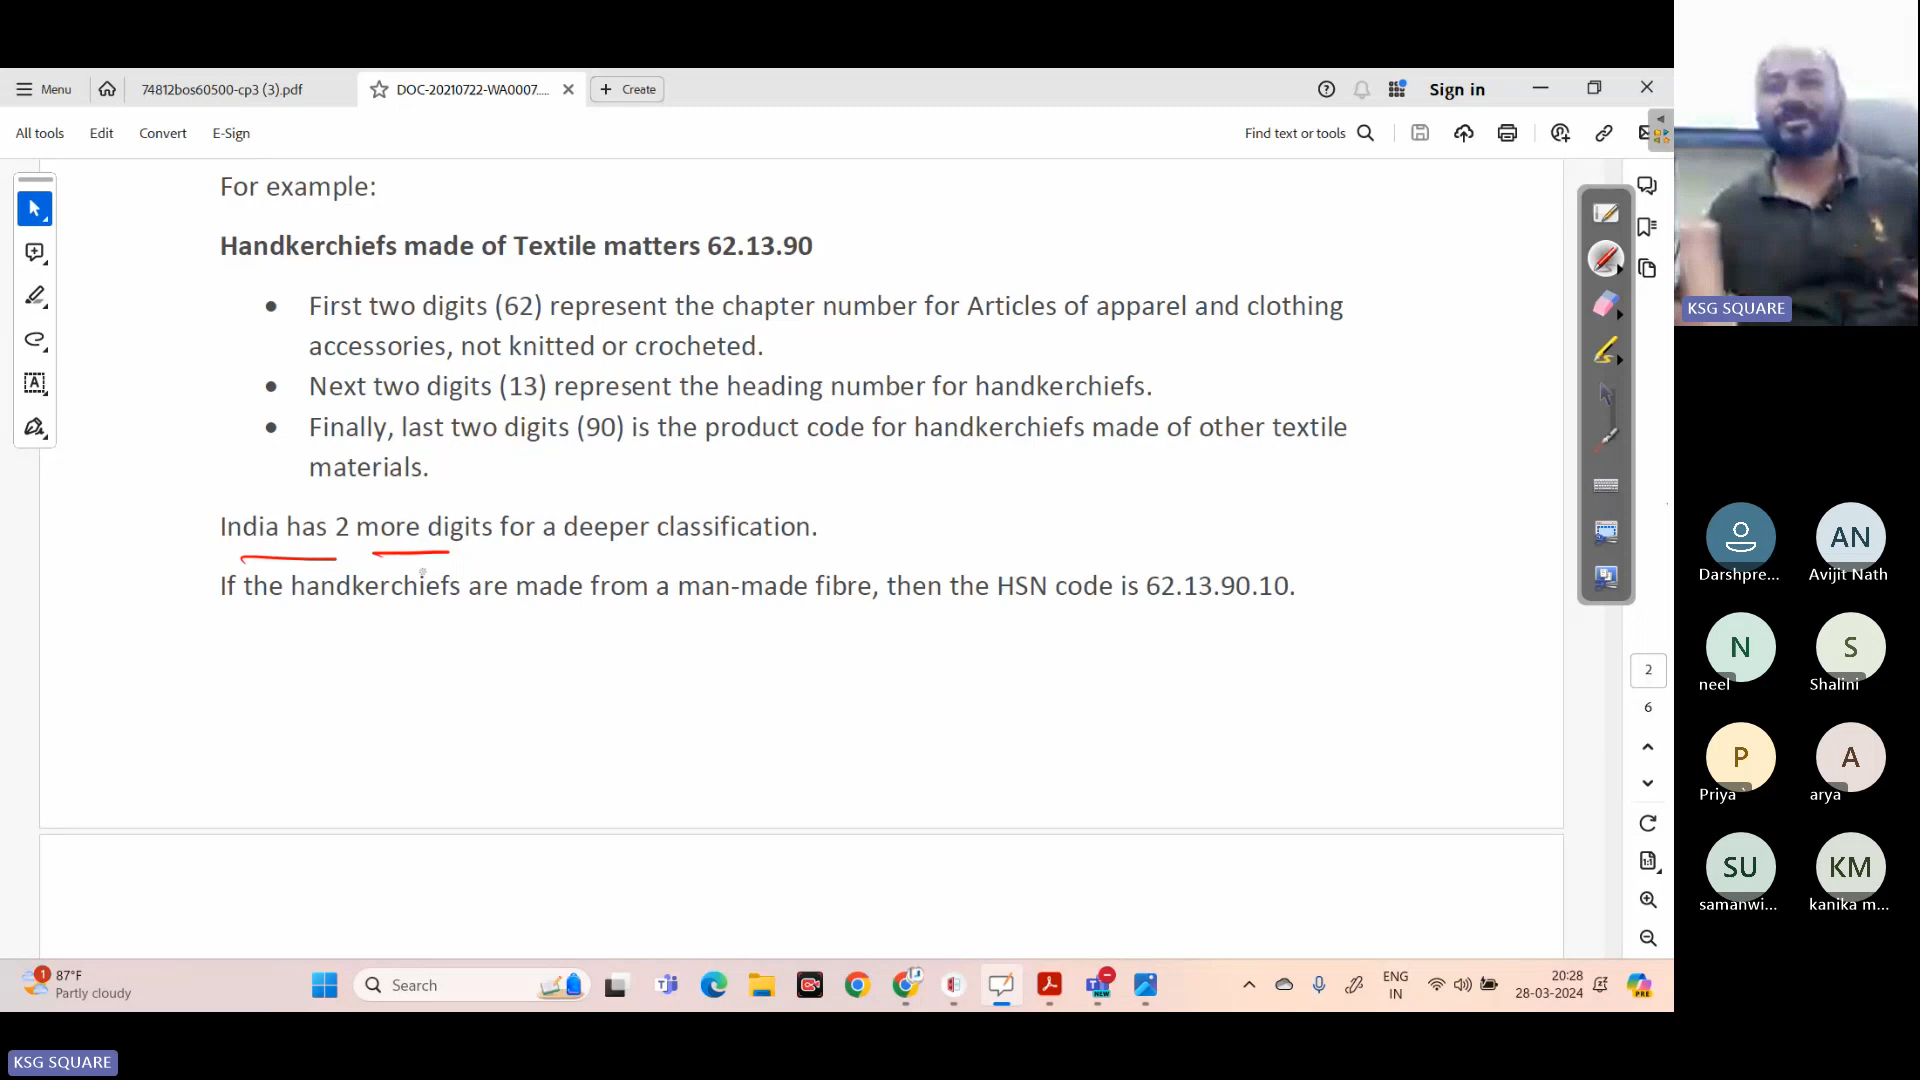 Menu
74812bos60500-cp3 (3).pdf
DOC-20210722-WA0007....
Create
Sign in
All tools
Edit
Convert
E-Sign
Find text or tools
For example:
Handkerchiefs made of Textile matters 62.13.90
• First two digits (62) represent the chapter number for Articles of apparel and clothing
accessories, not knitted or crocheted.
• Next two digits (13) represent the heading number for handkerchiefs.
• Finally, last two digits (90) is the product code for handkerchiefs made of other textile
materials.
India has 2 more digits for a deeper classification.
If the handkerchiefs are made from a man-made fibre, then the HSN code is 62.13.90.10.
2
6
KSG SQUARE
Darshpre...
AN
Avijit Nath
N
neel
S
Shalini
P
Priya `
A
arya
SU
samanwi...
KM
kanika m...
1
87°F
Partly cloudy
Search
NEW
ENG
IN
20:28
28-03-2024
PRE
KSG SQUARE